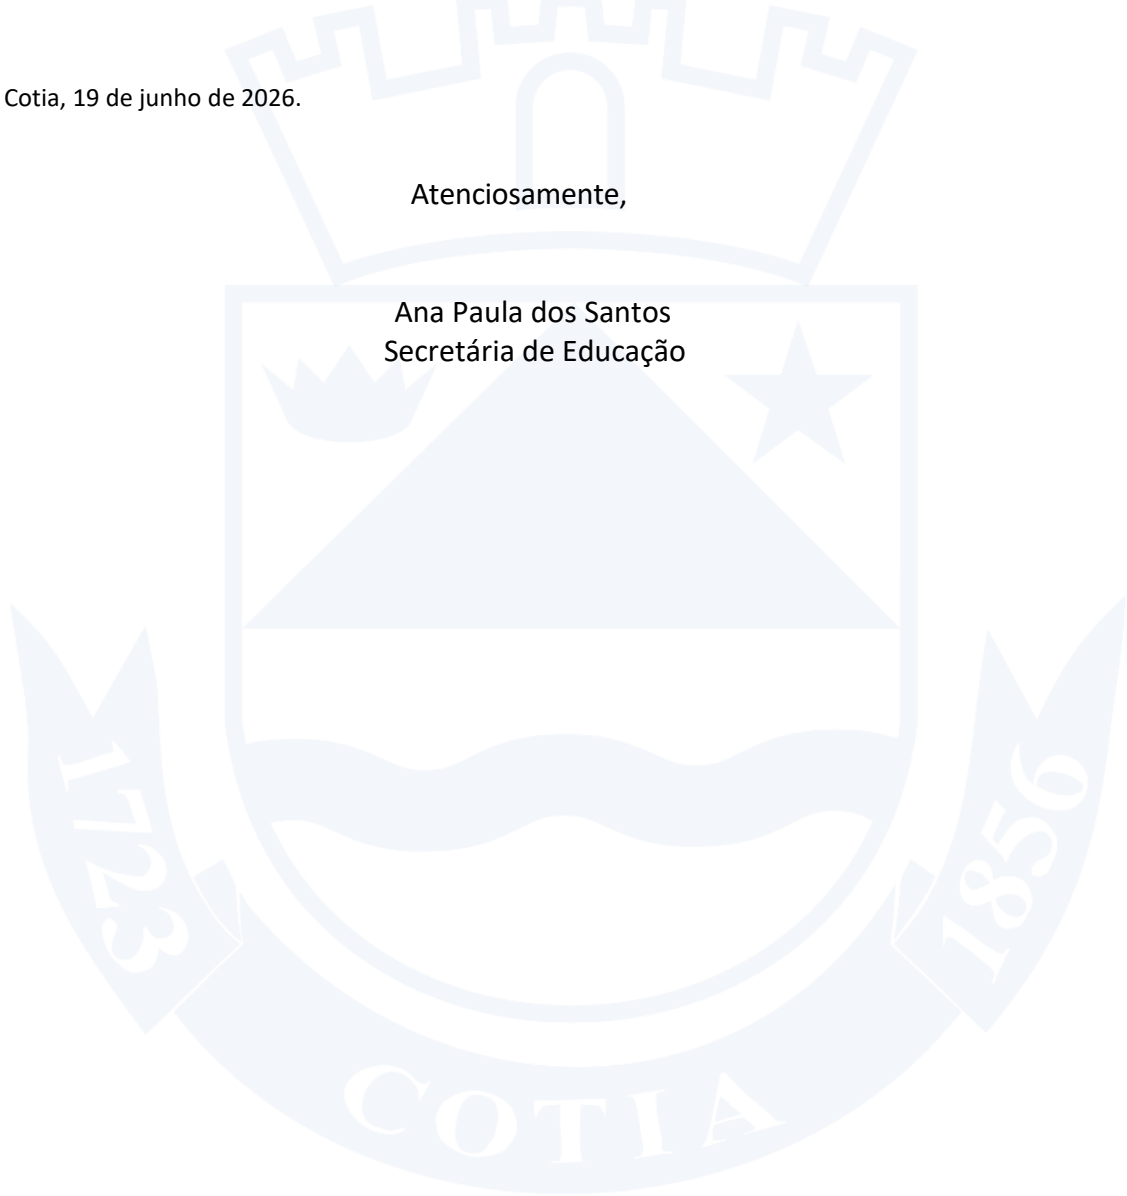 Cotia, 19 de junho de 2026.
Atenciosamente,
Ana Paula dos Santos
Secretária de Educação
1723
1856
COTIA